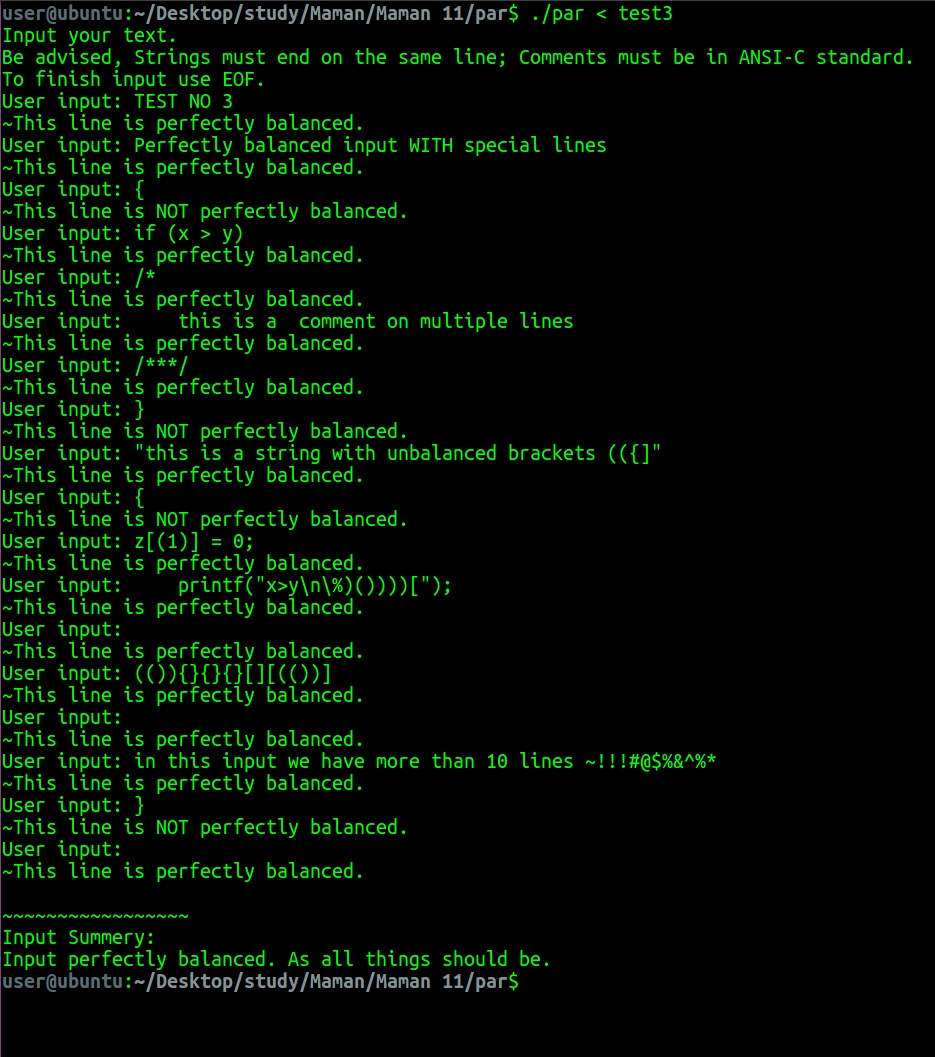 user@ubuntu:~/Desktop/study/Maman/Maman 11/par$ ./par < test3
Input your text.
Be advised, Strings must end on the same line; Comments must be in ANSI-C standard.
To finish input use EOF.
User input: TEST NO 3
~This line is perfectly balanced.
User input: Perfectly balanced input WITH special lines
~This line is perfectly balanced.
User input: {
~This line is NOT perfectly balanced.
User input: if (x > y)
~This line is perfectly balanced.
User input: /*
~This line is perfectly balanced.
User input:     this is a  comment on multiple lines
~This line is perfectly balanced.
User input: /***/
~This line is perfectly balanced.
User input: }
~This line is NOT perfectly balanced.
User input: "this is a string with unbalanced brackets (({]"
~This line is perfectly balanced.
User input: {
~This line is NOT perfectly balanced.
User input: z[(1)] = 0;
~This line is perfectly balanced.
User input:     printf("x>y\n\%)())))[");
~This line is perfectly balanced.
User input:
~This line is perfectly balanced.
User input: (()){}{}{}[][(())]
~This line is perfectly balanced.
User input:
~This line is perfectly balanced.
User input: in this input we have more than 10 lines ~!!!#@$%&^%*
~This line is perfectly balanced.
User input: }
~This line is NOT perfectly balanced.
User input:
~This line is perfectly balanced.
~~~~~~~~~~~~~~~~~
Input Summery:
Input perfectly balanced. As all things should be.
user@ubuntu:~/Desktop/study/Maman/Maman 11/par$